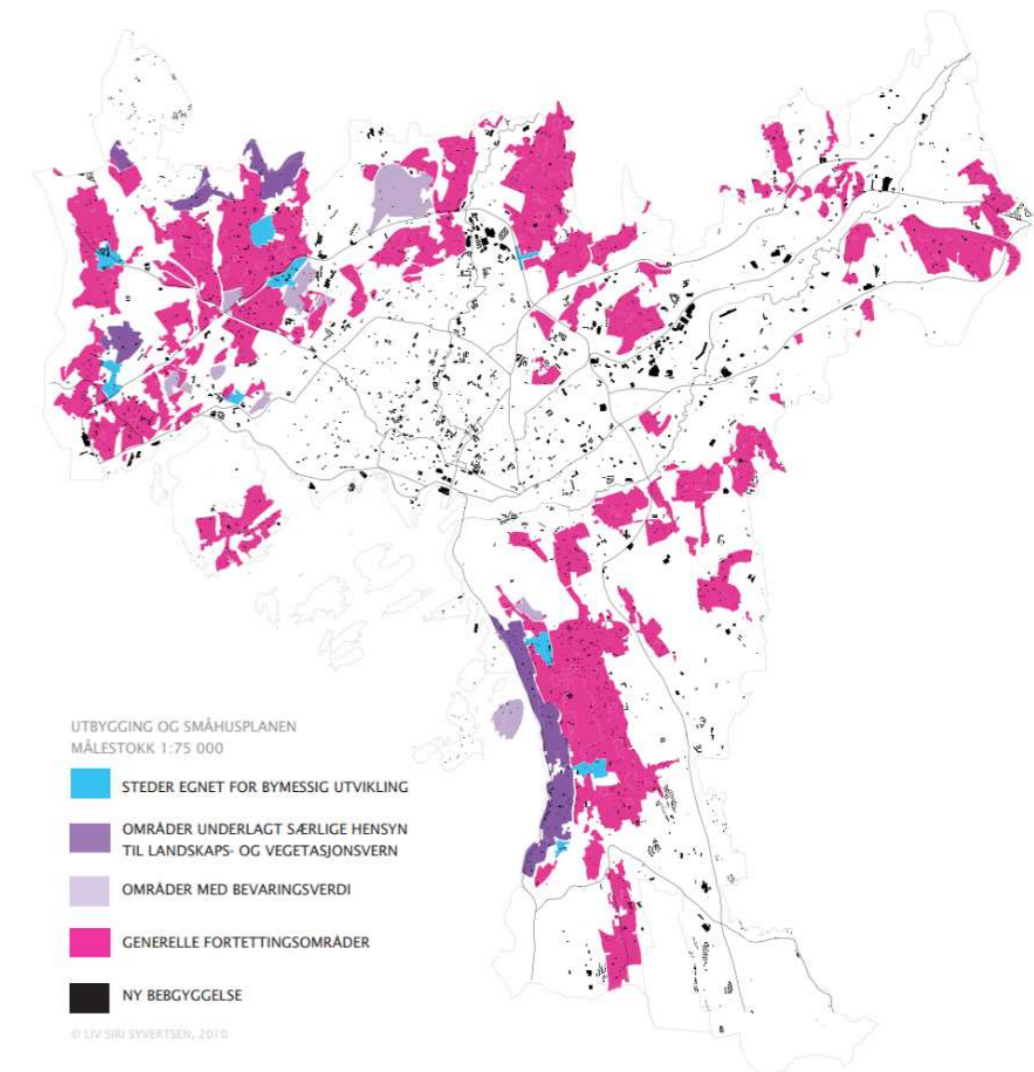 UTBYGGING OG SMÅHUSPLANEN
MÅLESTOKK 1:75 000
STEDER EGNET FOR BYMESSIG UTVIKLING
OMRÅDER UNDERLAGT SÆRLIGE HENSYN
TIL LANDSKAPS- OG VEGETASJONSVERN
OMRÅDER MED BEVARINGSVERDI
GENERELLE FORTETTINGSOMRÅDER
NY BEBGYGGELSE
© LIV SIRI SYVERTSEN, 2010